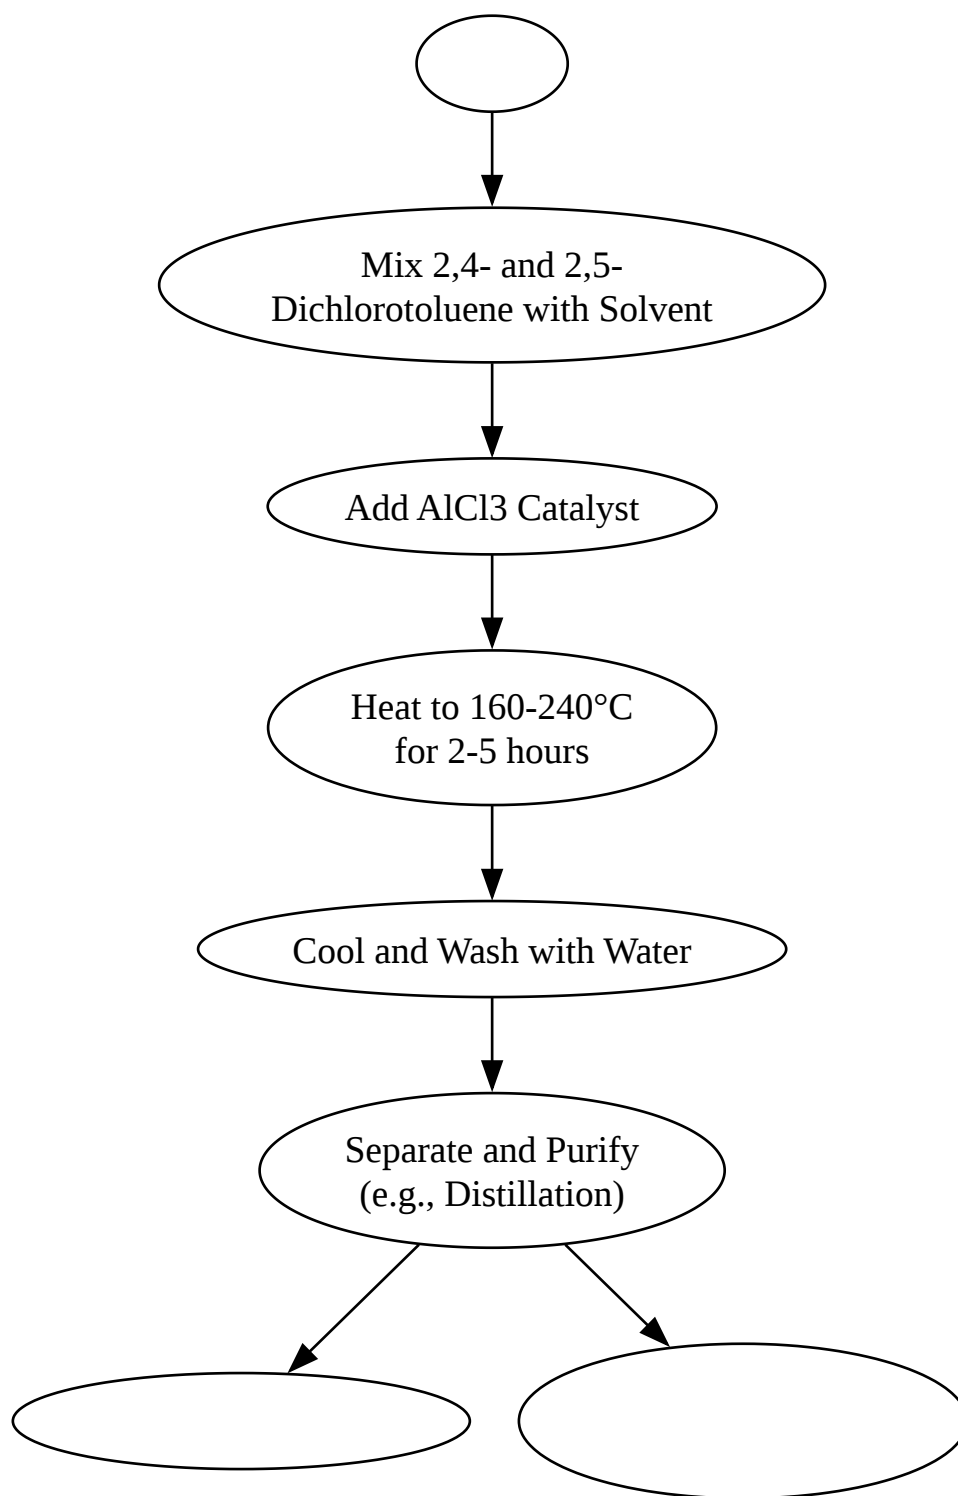 Mix 2,4- and 2,5-
Dichlorotoluene with Solvent
Add AlCl3 Catalyst
Heat to 160-240°C
for 2-5 hours
Cool and Wash with Water
Separate and Purify
(e.g., Distillation)